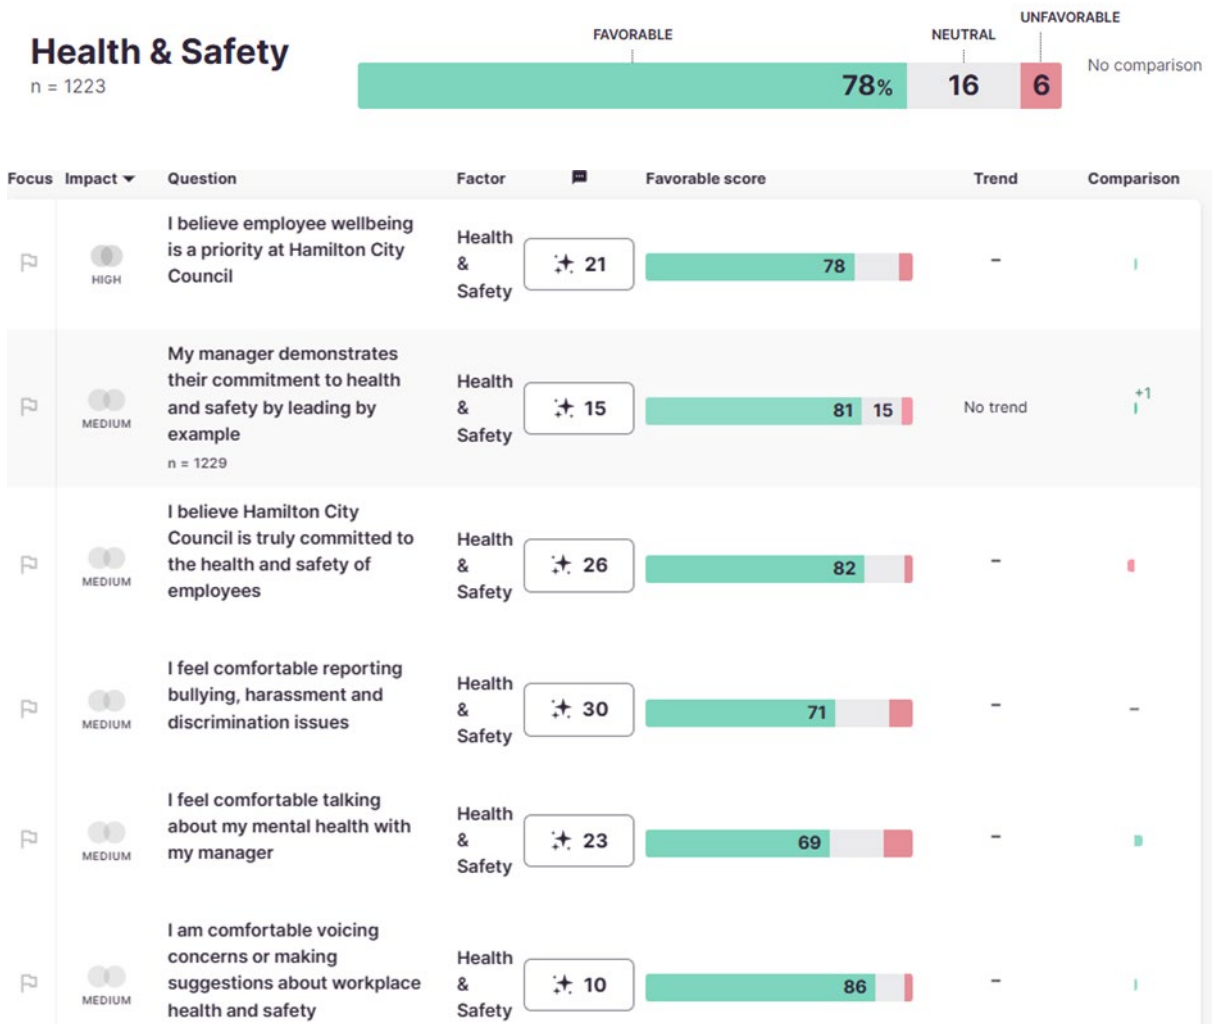 UNFAVORABLE
FAVORABLE
NEUTRAL
Health & Safety
n = 1223
78%
16
6
No comparison
Focus Impact Question Factor Favorable score Trend Comparison
I believe employee wellbeing
is a priority at Hamilton City
Council
HIGH
Health
&
Safety
21
78
–
My manager demonstrates
their commitment to health
and safety by leading by
example
n = 1229
MEDIUM
Health
&
Safety
15
81 15
No trend
+1
I believe Hamilton City
Council is truly committed to
the health and safety of
employees
MEDIUM
Health
&
Safety
26
82
–
I feel comfortable reporting
bullying, harassment and
discrimination issues
MEDIUM
Health
&
Safety
30
71
–
–
I feel comfortable talking
about my mental health with
my manager
MEDIUM
Health
&
Safety
23
69
–
I am comfortable voicing
concerns or making
suggestions about workplace
health and safety
MEDIUM
Health
&
Safety
10
86
–